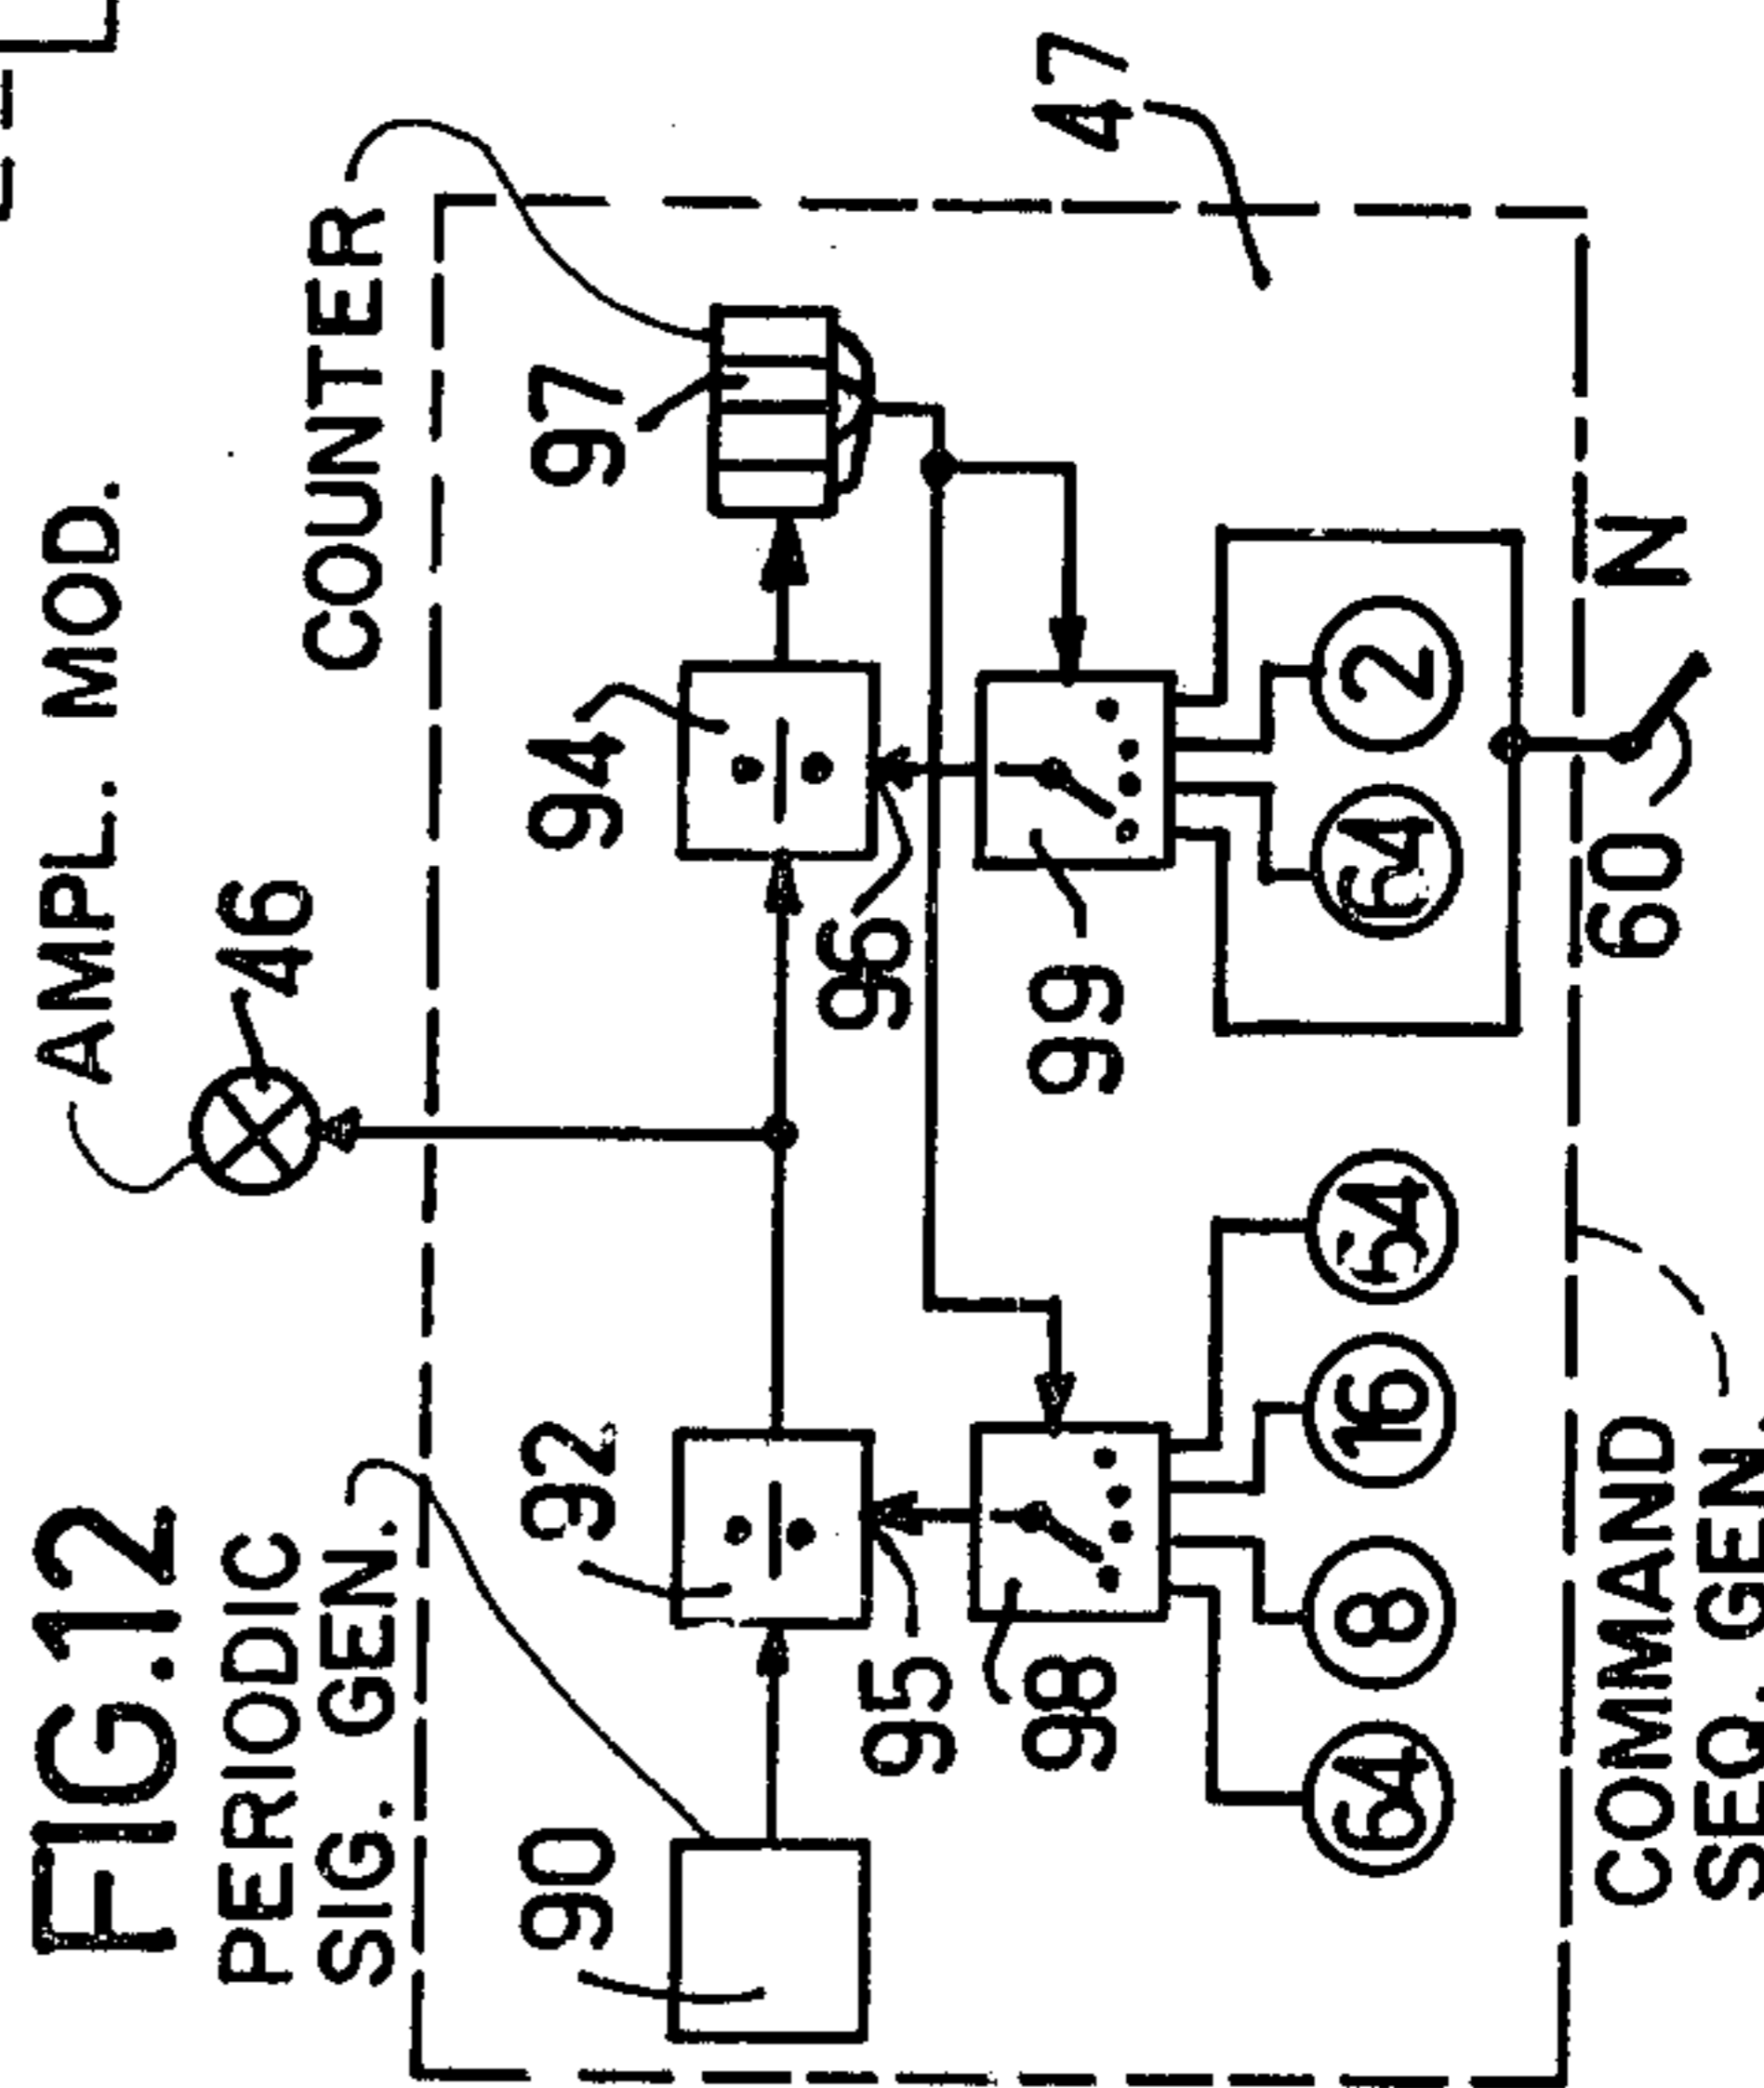 FIG.12
AMPL. MOD.
PERIODIC
SIG. GEN.
46
COUNTER
90
92
94
97
95
96
98
99
47
64
8
16
64
2
COMMAND
SEQ. GEN.
60
N